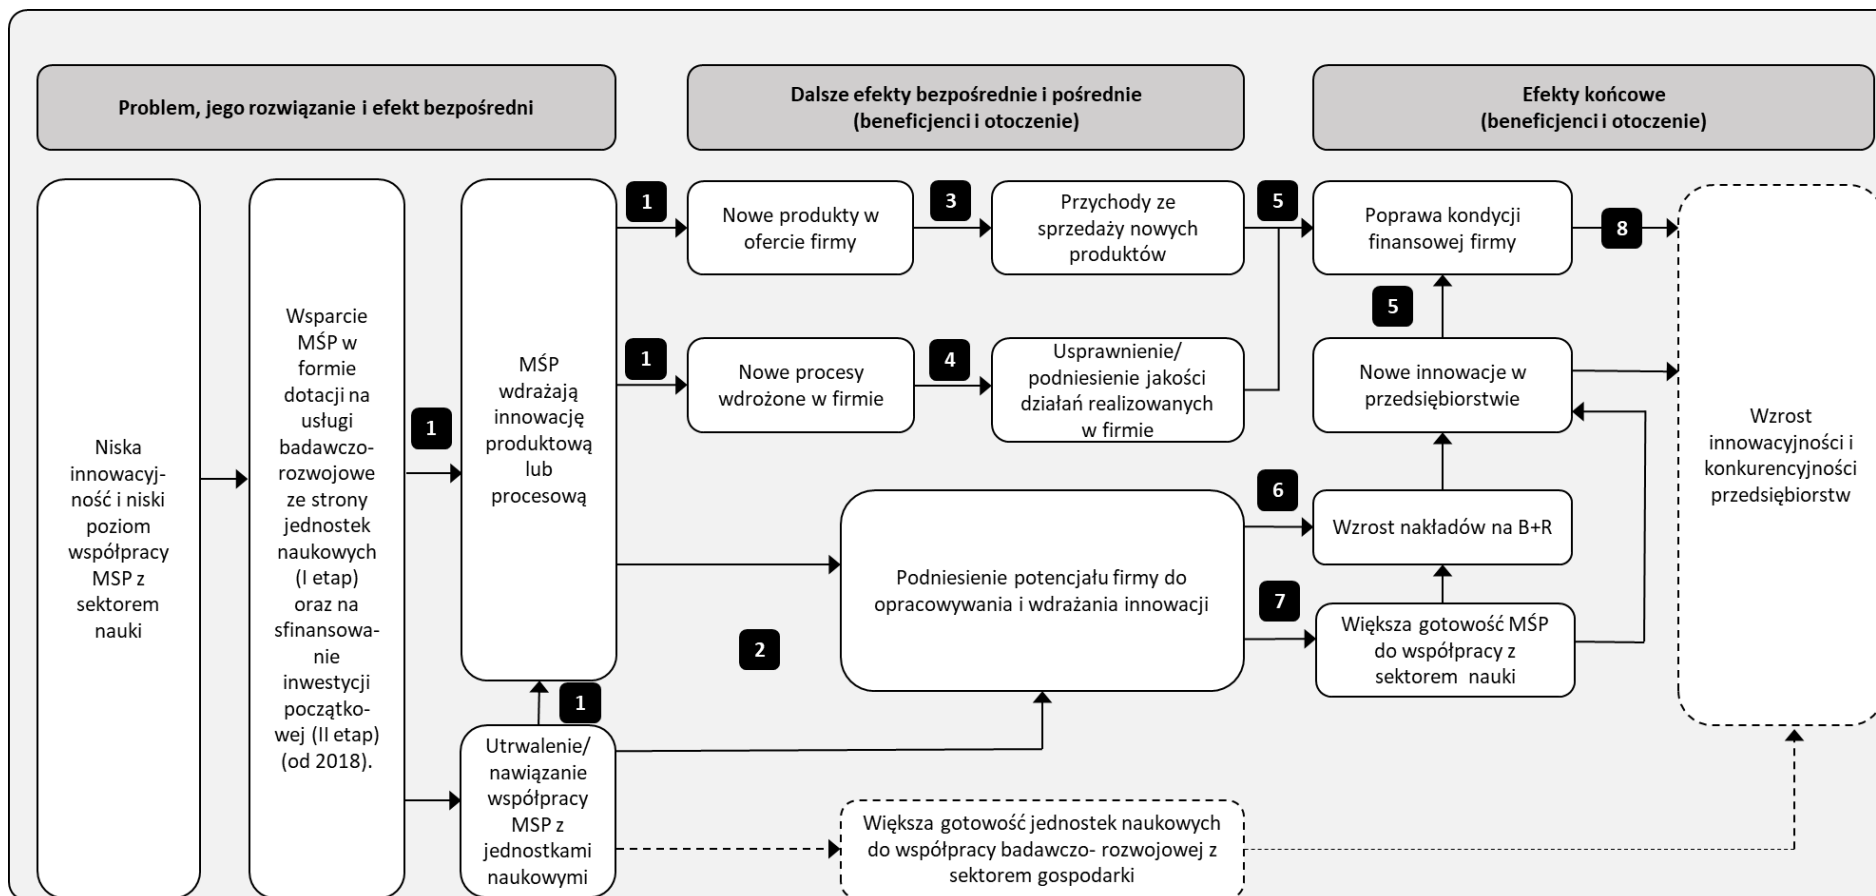 Problem, jego rozwiązanie i efekt bezpośredni
Dalsze efekty bezpośrednie i pośrednie
(beneficjenci i otoczenie)
Efekty końcowe
(beneficjenci i otoczenie)
Niska
innowacyj-
ność i niski
poziom
współpracy
MSP z
sektorem
nauki
Wsparcie
MŚP w
formie
dotacji na
usługi
badawczo-
rozwojowe
ze strony
jednostek
naukowych
(I etap)
oraz na
sfinansowa-
nie
inwestycji
początko-
wej (II etap)
(od 2018).
1
MŚP
wdrażają
innowację
produktową
lub
procesową
1
Utrwalenie/
nawiązanie
współpracy
MSP z
jednostkami
naukowymi
1
Nowe produkty w
ofercie firmy
3
Przychody ze
sprzedaży nowych
produktów
5
Poprawa kondycji
finansowej firmy
8
1
Nowe procesy
wdrożone w firmie
4
Usprawnienie/
podniesienie jakości
działań realizowanych
w firmie
5
Nowe innowacje w
przedsiębiorstwie
2
Podniesienie potencjału firmy do
opracowywania i wdrażania innowacji
6
Wzrost nakładów na B+R
7
Większa gotowość MŚP
do współpracy z
sektorem nauki
Większa gotowość jednostek naukowych
do współpracy badawczo- rozwojowej z
sektorem gospodarki
Wzrost
innowacyjności i
konkurencyjności
przedsiębiorstw